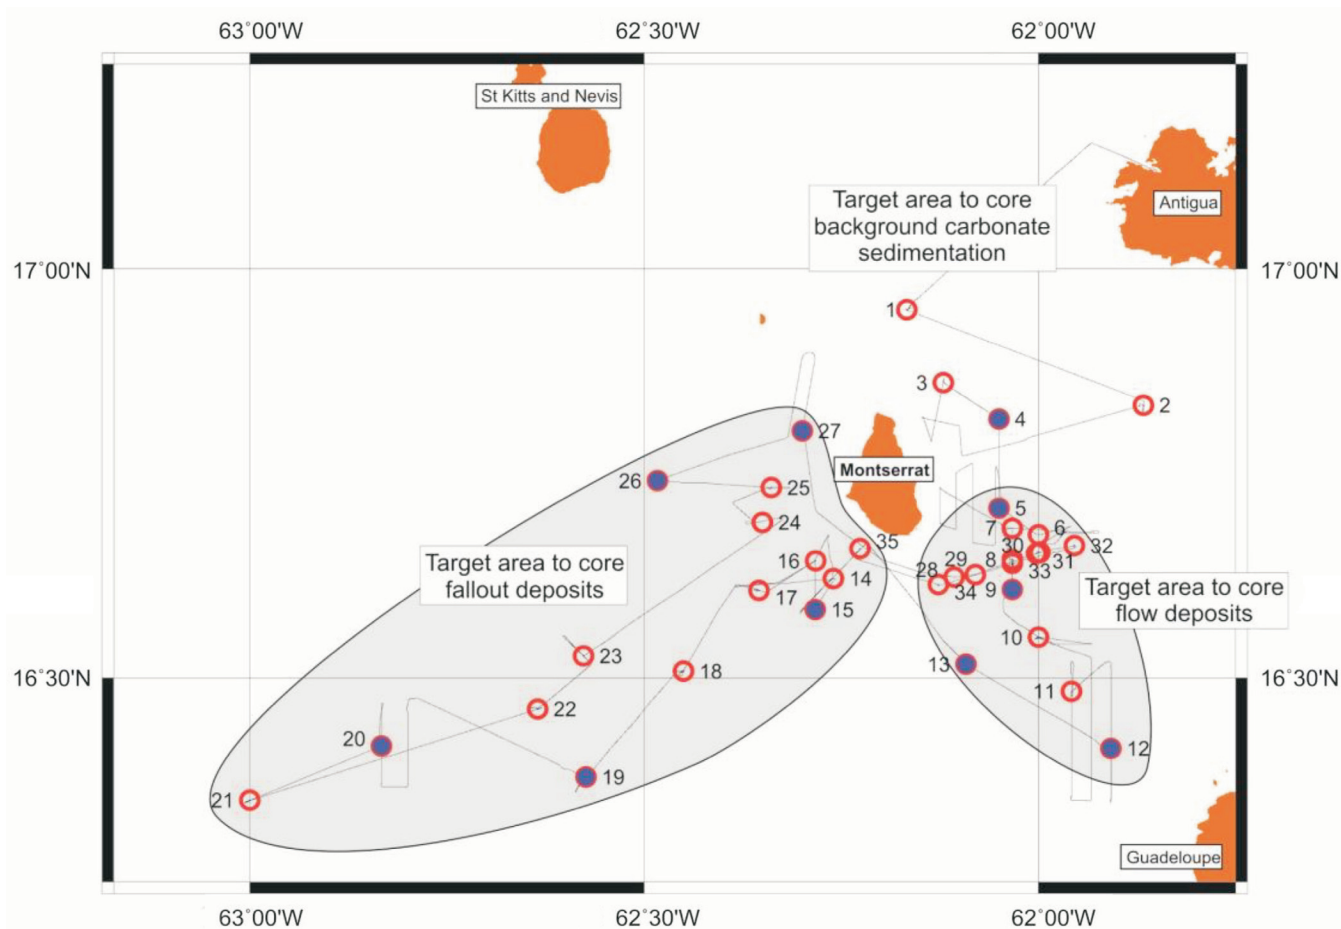 63°00'W
62°30'W
62°00'W
St Kitts and Nevis
Target area to core
background carbonate
sedimentation
Antigua
17°00'N
17°00'N
1
3
2
4
27
Montserrat
26
25
5
24
7
6
35
30
32
16
29
8
31
Target area to core
fallout deposits
28
33
14
34
9
17
15
Target area to core
flow deposits
10
23
13
16°30'N
18
16°30'N
11
22
20
12
19
21
Guadeloupe
63°00'W
62°30'W
62°00'W